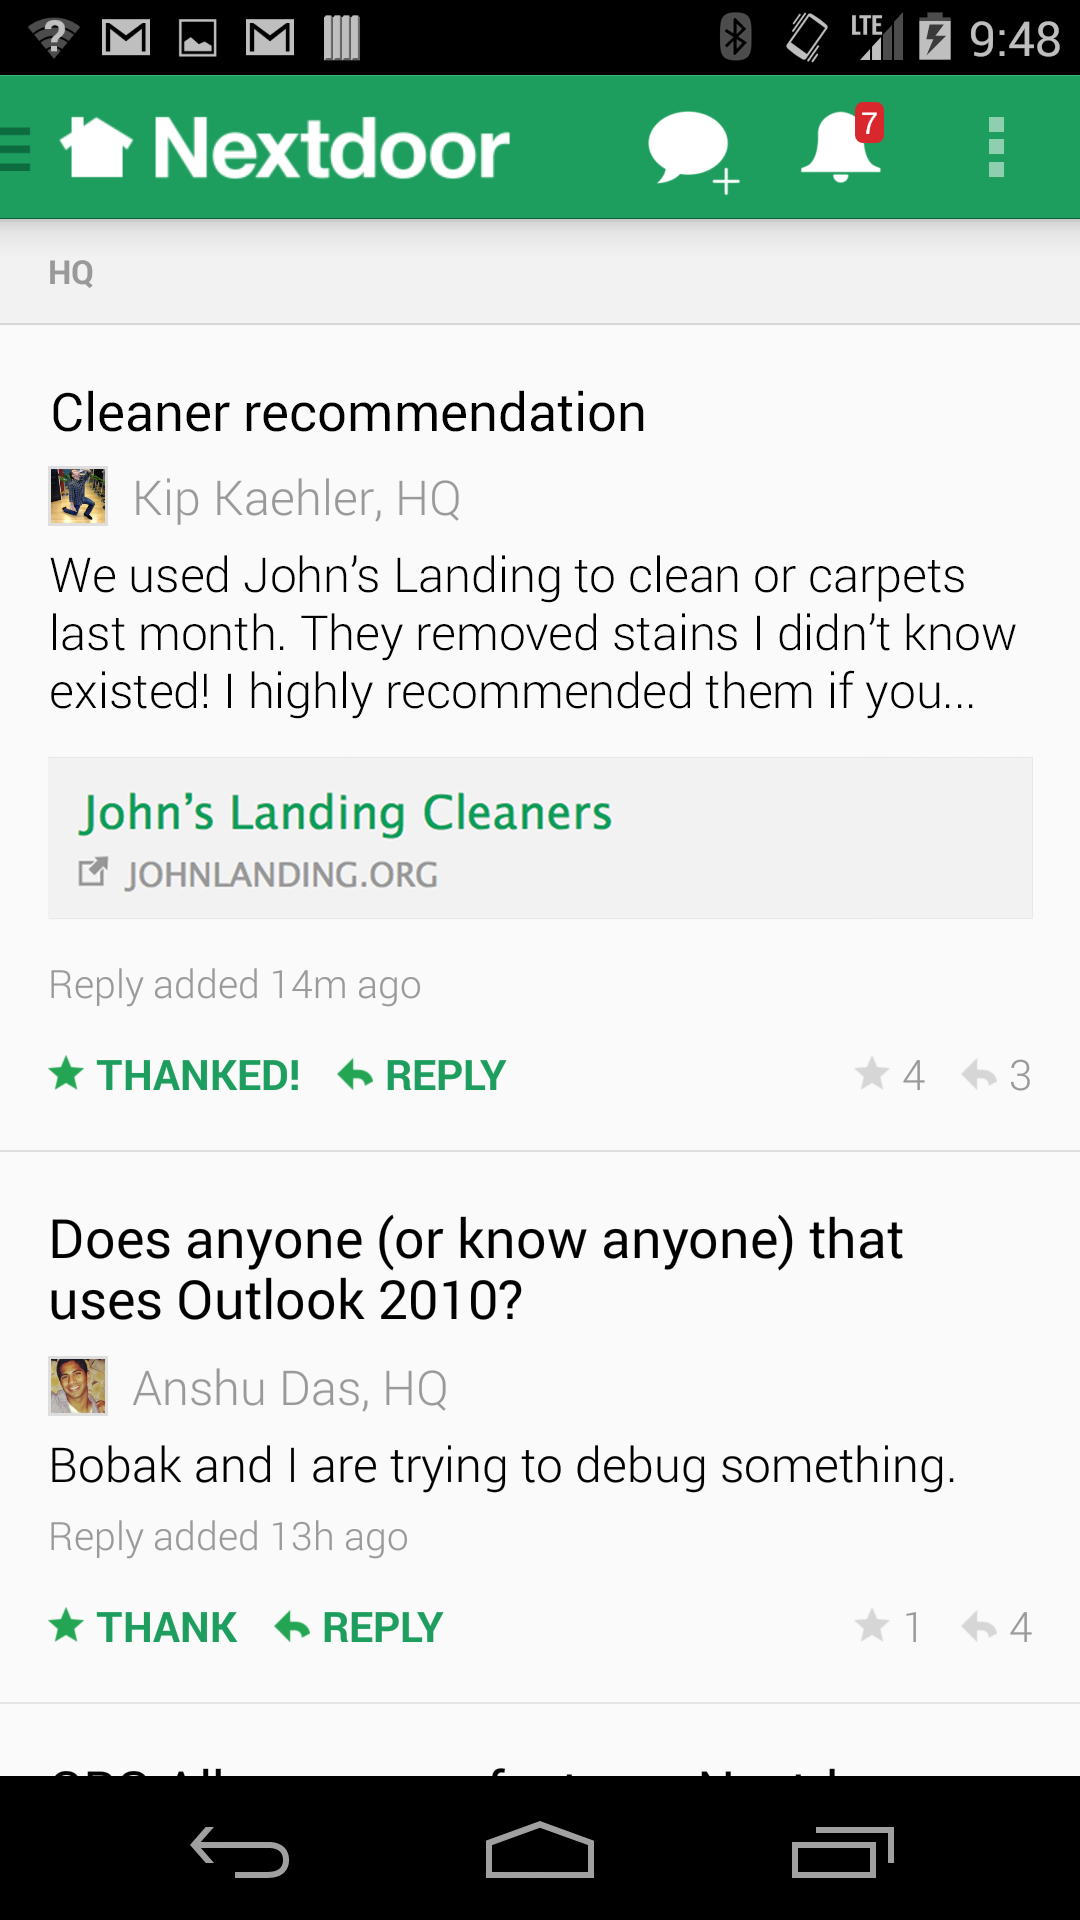 LTE 9:48
Nextdoor 7
HQ
Cleaner recommendation
Kip Kaehler, HQ
We used John’s Landing to clean or carpets
last month. They removed stains I didn’t know
existed! I highly recommended them if you...
John’s Landing Cleaners
JOHNLANDING.ORG
Reply added 14m ago
THANKED! REPLY 4 3
Does anyone (or know anyone) that
uses Outlook 2010?
Anshu Das, HQ
Bobak and I are trying to debug something.
Reply added 13h ago
THANK REPLY 1 4